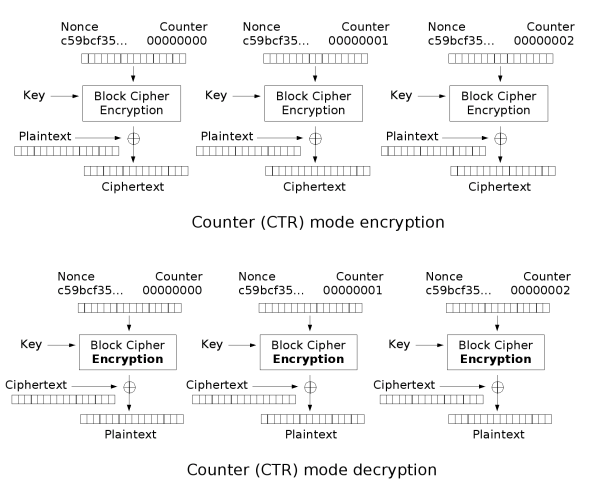 Nonce Counter Nonce Counter Nonce Counter
c59bcf35... 00000000 c59bcf35... 00000001 c59bcf35... 00000002
Key Block Cipher Encryption Key Block Cipher Encryption Key Block Cipher Encryption
Plaintext Plaintext Plaintext
Ciphertext Ciphertext Ciphertext
Counter (CTR) mode encryption
Nonce Counter Nonce Counter Nonce Counter
c59bcf35... 00000000 c59bcf35... 00000001 c59bcf35... 00000002
Key Block Cipher Encryption Key Block Cipher Encryption Key Block Cipher Encryption
Ciphertext Ciphertext Ciphertext
Plaintext Plaintext Plaintext
Counter (CTR) mode decryption